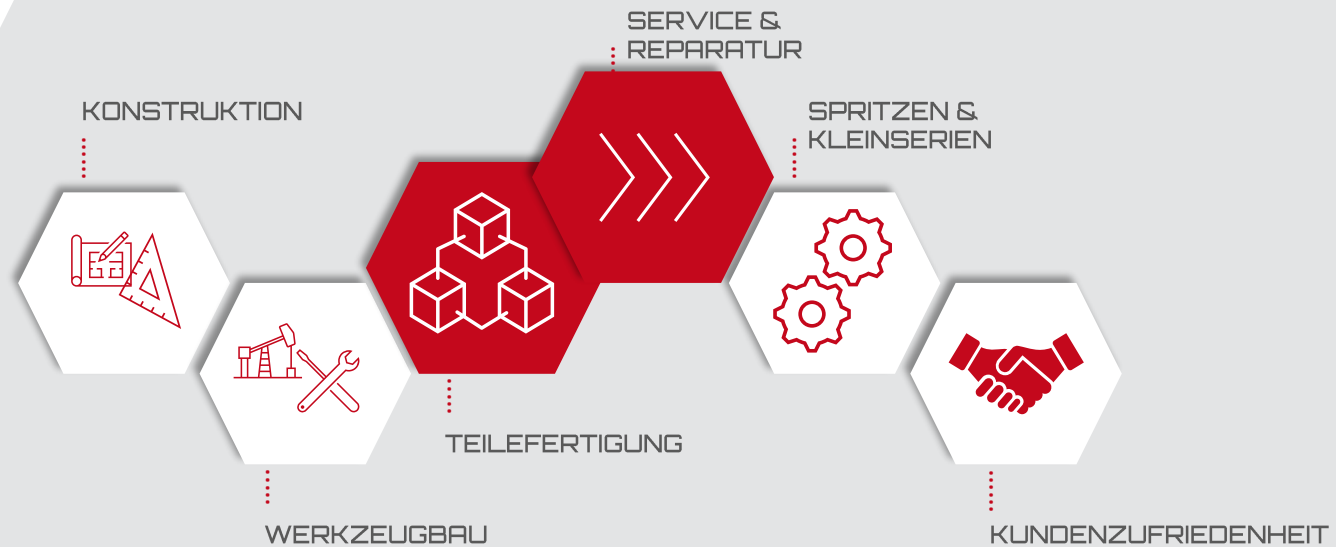 KONSTRUKTION
WERKZEUGBAU
TEILEFERTIGUNG
SERVICE &
REPARATUR
SPRITZEN &
KLEINSERIEN
KUNDENZUFRIEDENHEIT